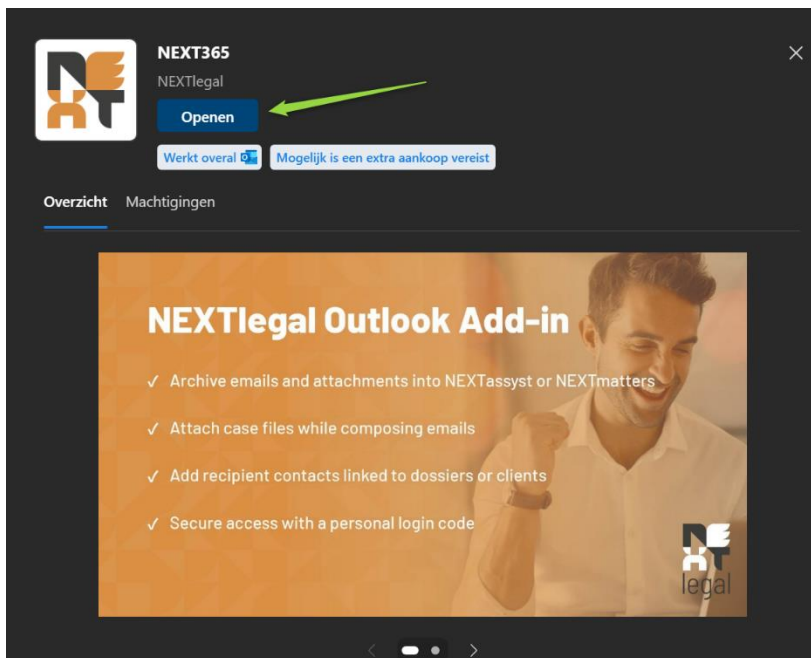 NEXT
NEXT365
NEXTlegal
Openen
Werkt overal
Mogelijk is een extra aankoop vereist
Overzicht
Machtigingen
NEXTlegal Outlook Add-in
✓ Archive emails and attachments into NEXTassyst or NEXTmatters
✓ Attach case files while composing emails
✓ Add recipient contacts linked to dossiers or clients
✓ Secure access with a personal login code
NEXT
legal